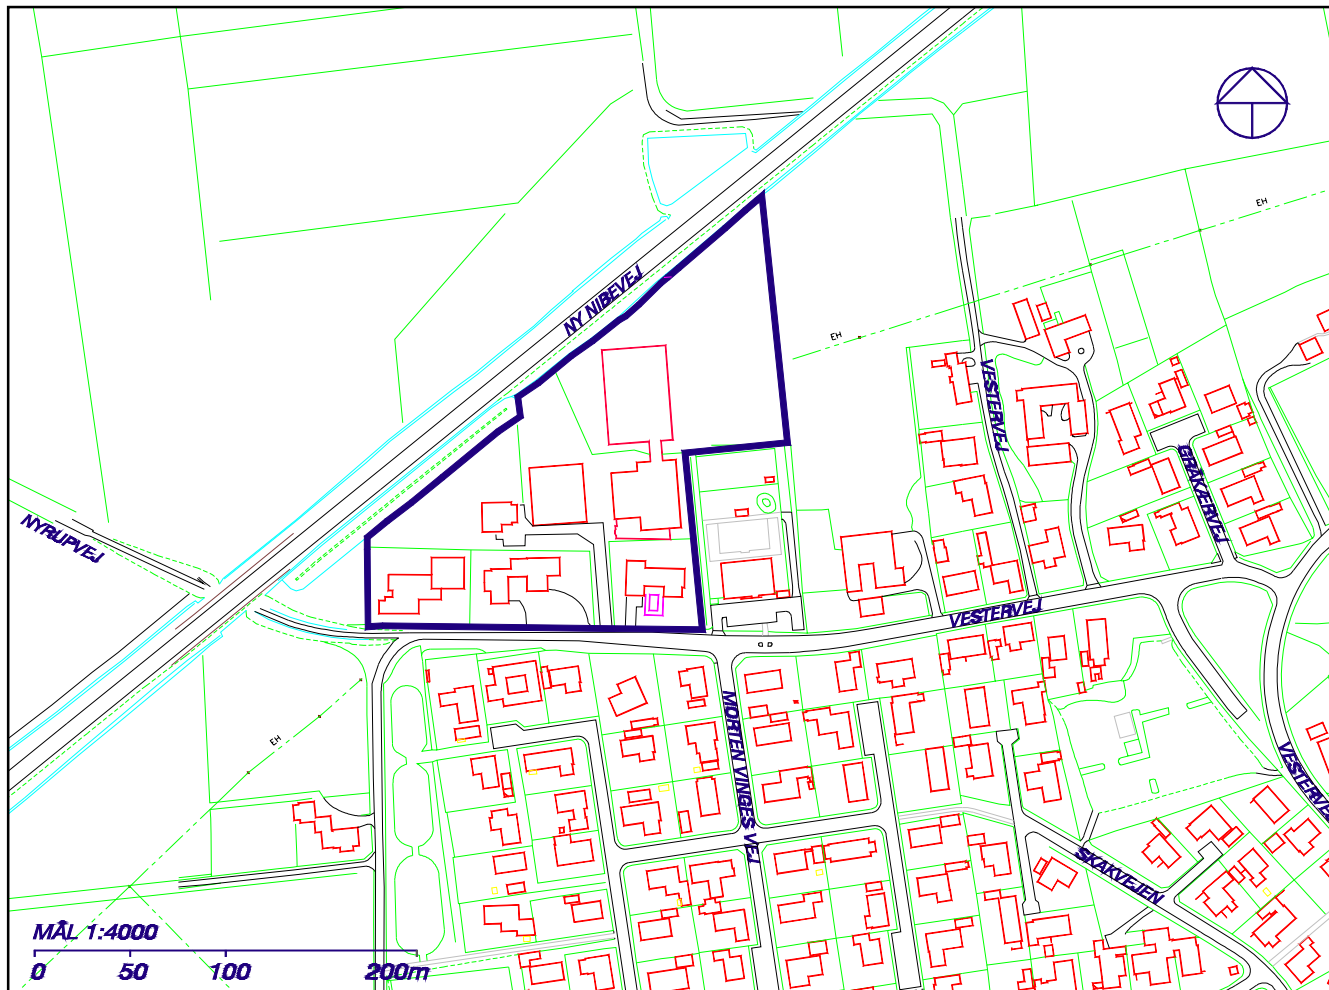 EH
NY NIBEVEJ
EH
VESTERVEJ
GRÅKÆRVEJ
NYRUPVEJ
VESTERVEJ
EH
MORTEN VINGES VEJ
VESTERVEJ
SKAKVEJEN
MÅL 1:4000
0 50 100 200m